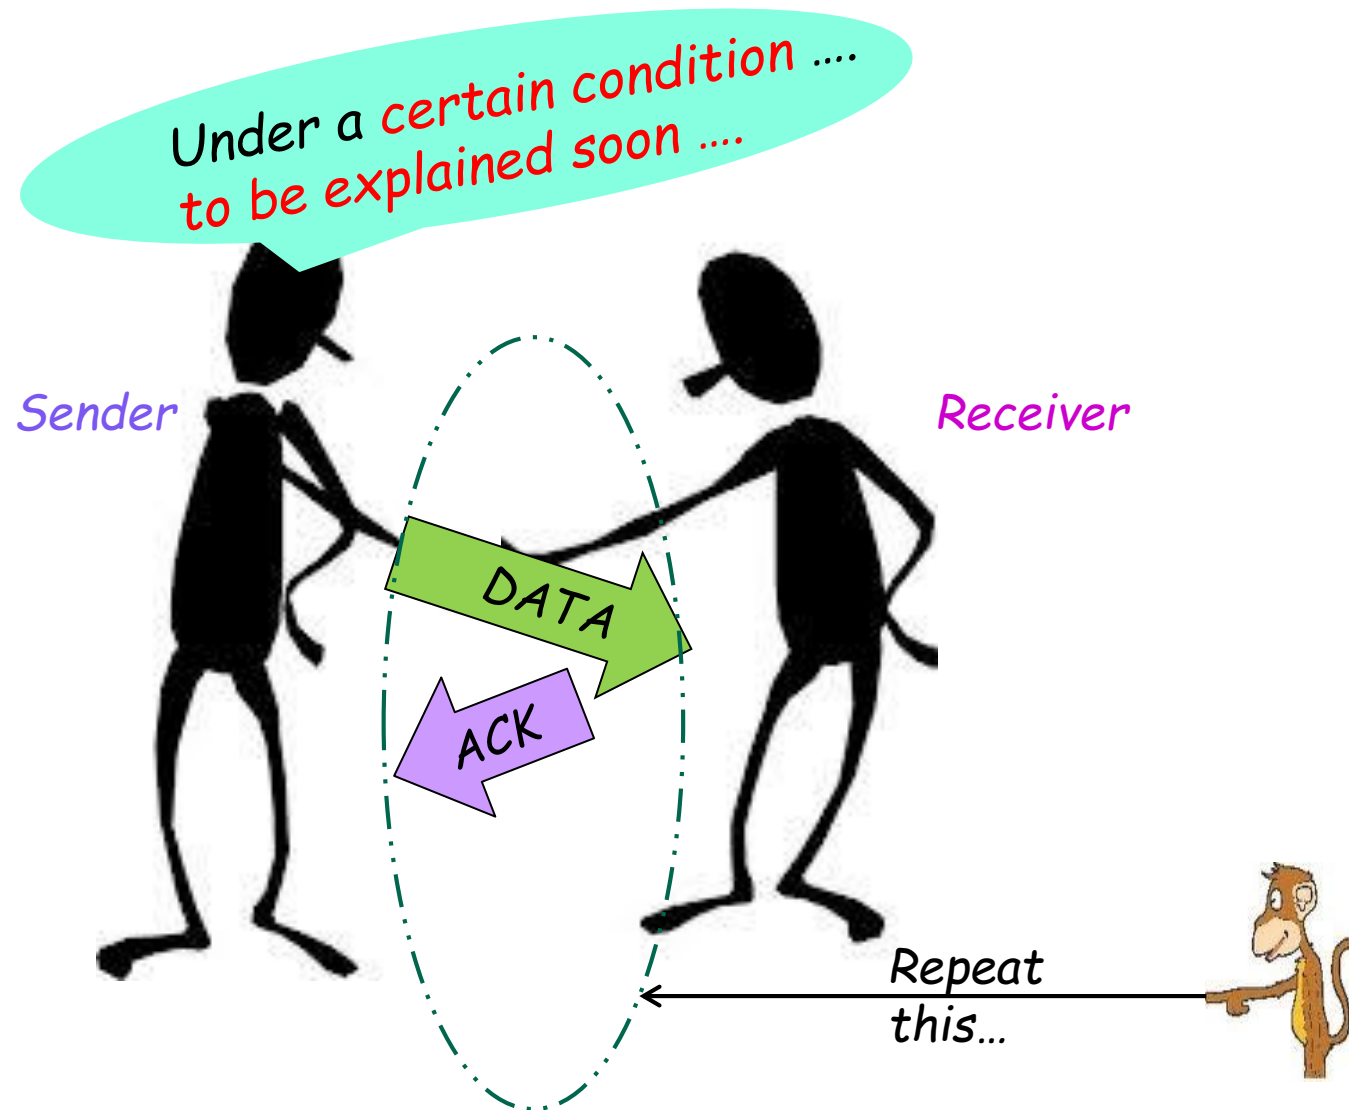 Under a certain condition ....
to be explained soon ....
Sender
Receiver
DATA
ACK
Repeat
this...